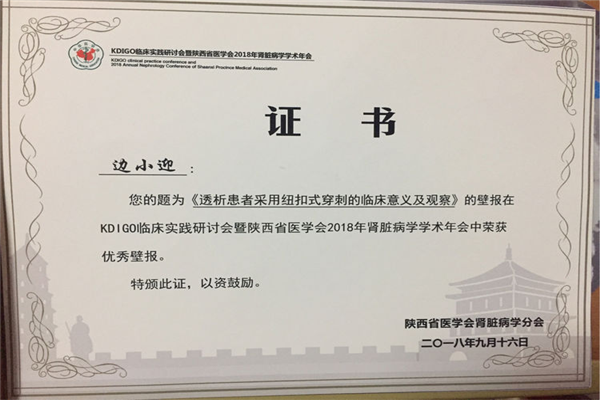 KDIGO临床实践研讨会暨陕西省医学会2018年肾脏病学学术年会
KDIGO clinical practice conference and
2018 Annual Nephrology Conference of Shaanxi Province Medical Association
证 书
边小迎：
您的题为《透析患者采用纽扣式穿刺的临床意义及观察》的壁报在
KDIGO临床实践研讨会暨陕西省医学会2018年肾脏病学学术年会中荣获
优秀壁报。
特颁此证，以资鼓励。
陕西省医学会肾脏病学分会
二〇一八年九月十六日